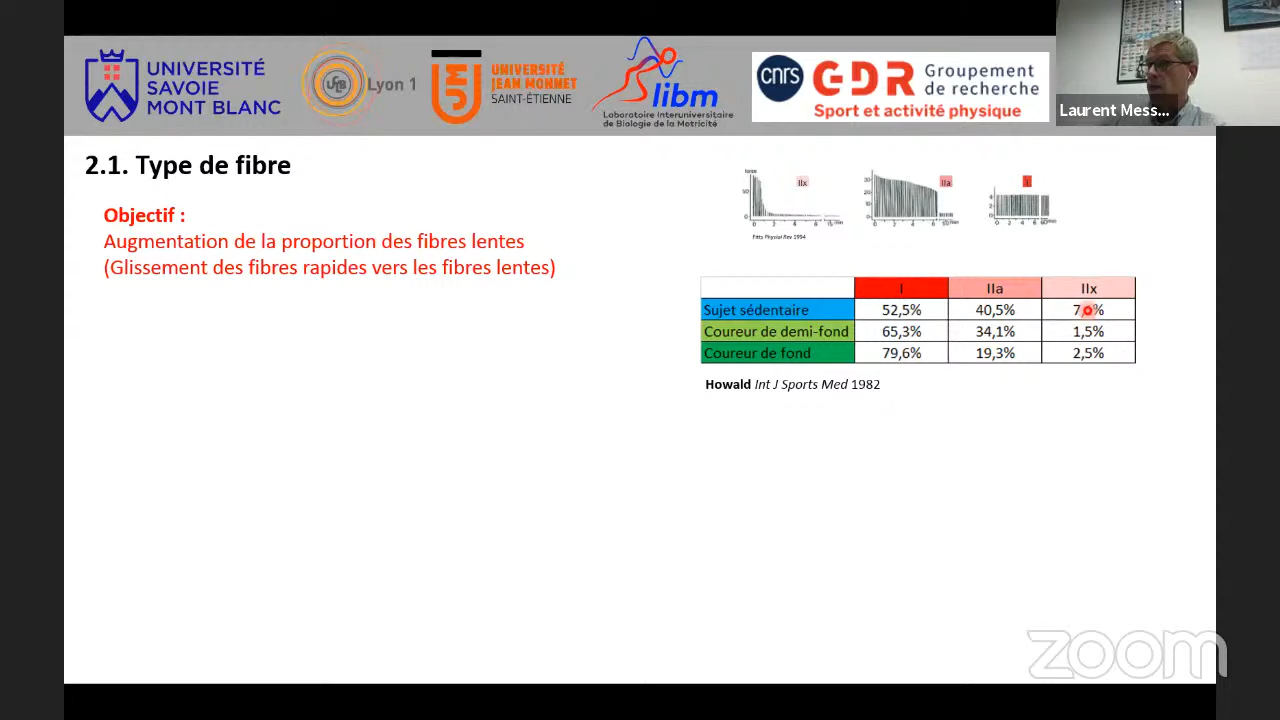 UNIVERSITÉ
SAVOIE
MONT BLANC
Lyon 1
UNIVERSITÉ
JEAN MONNET
SAINT-ÉTIENNE
libm
Laboratoire Interuniversitaire
de Biologie de la Motricité
cnrs
GDR
Groupement
de recherche
Sport et activité physique
Laurent Mess...
2.1. Type de fibre
Objectif :
Augmentation de la proportion des fibres lentes
(Glissement des fibres rapides vers les fibres lentes)
IIx
IIa
I
Fitts Physiol Rev 1994
I IIa IIx
Sujet sédentaire 52,5% 40,5%
Coureur de demi-fond 65,3% 34,1% 1,5%
Coureur de fond 79,6% 19,3% 2,5%
Howald Int J Sports Med 1982
zoom